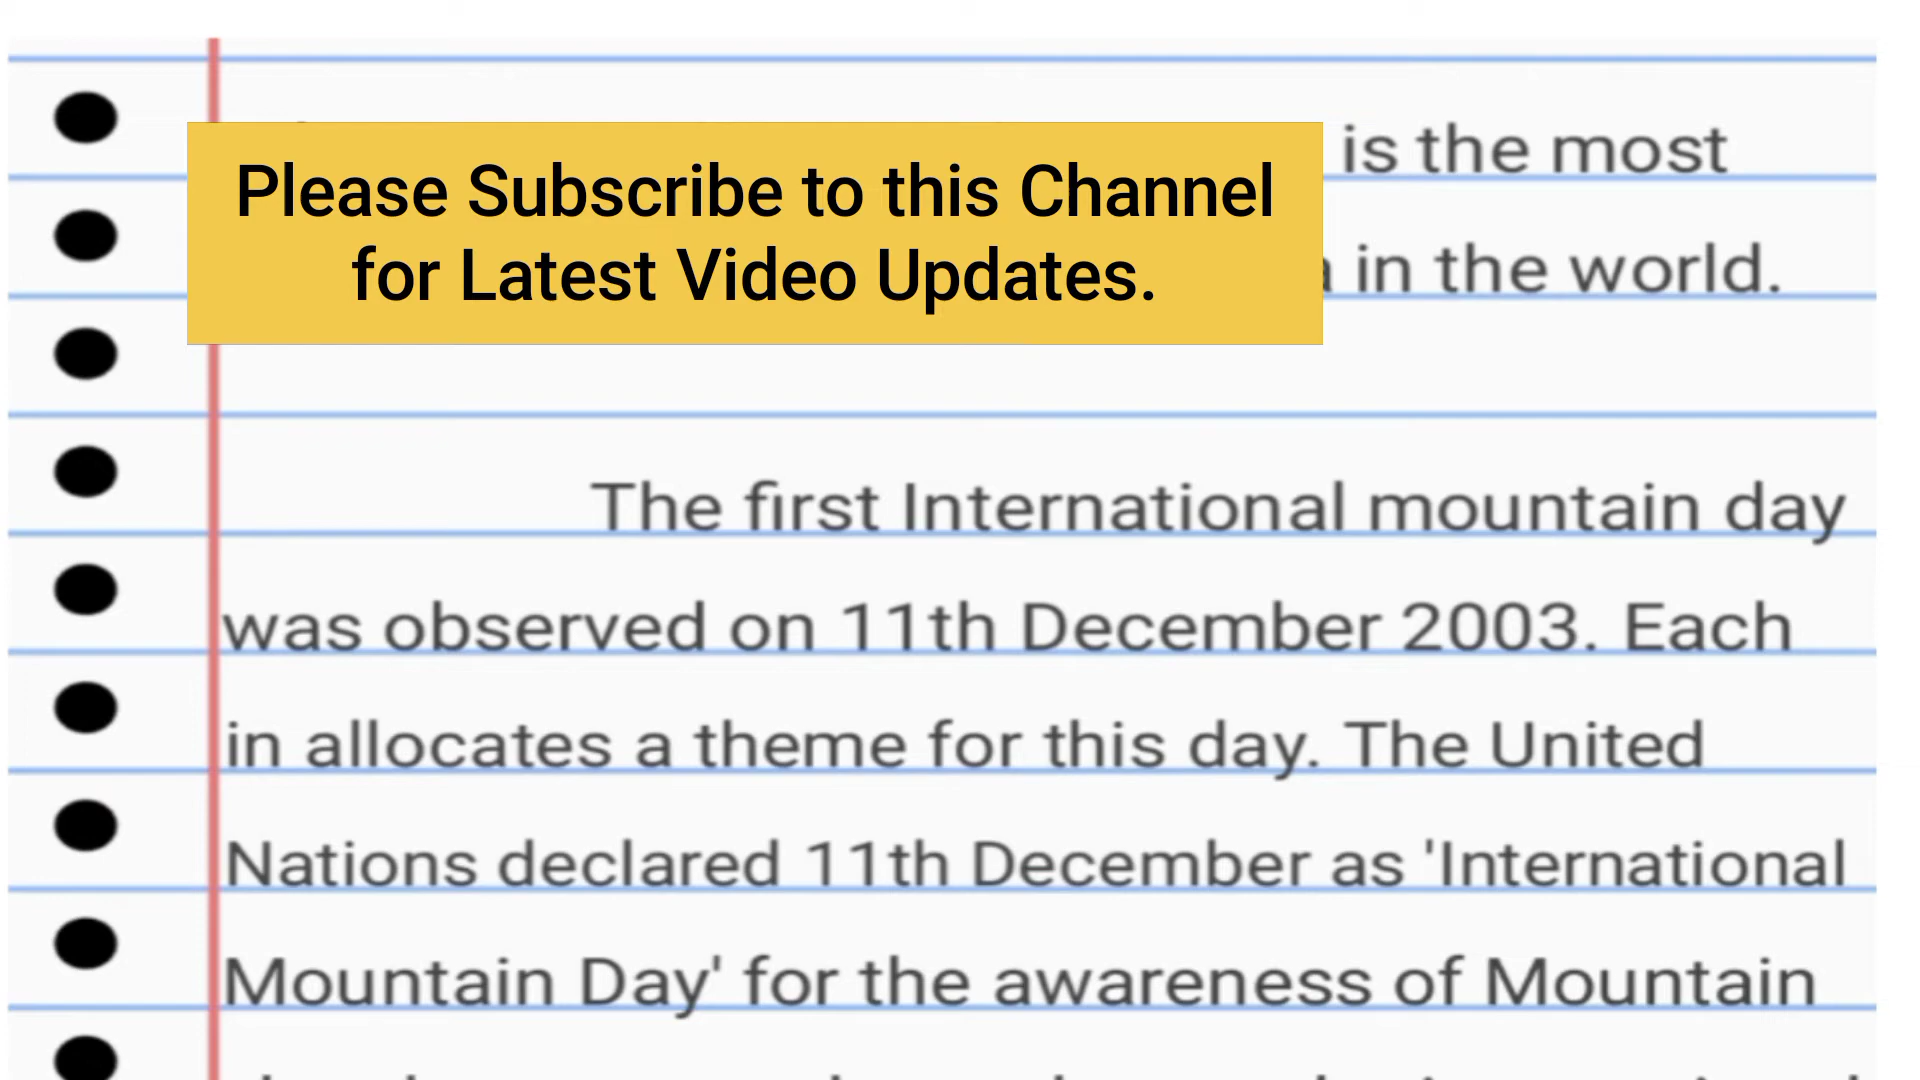 is the most
Please Subscribe to this Channel
for Latest Video Updates.
in the world.
The first International mountain day
was observed on 11th December 2003. Each
in allocates a theme for this day. The United
Nations declared 11th December as 'International
Mountain Day' for the awareness of Mountain